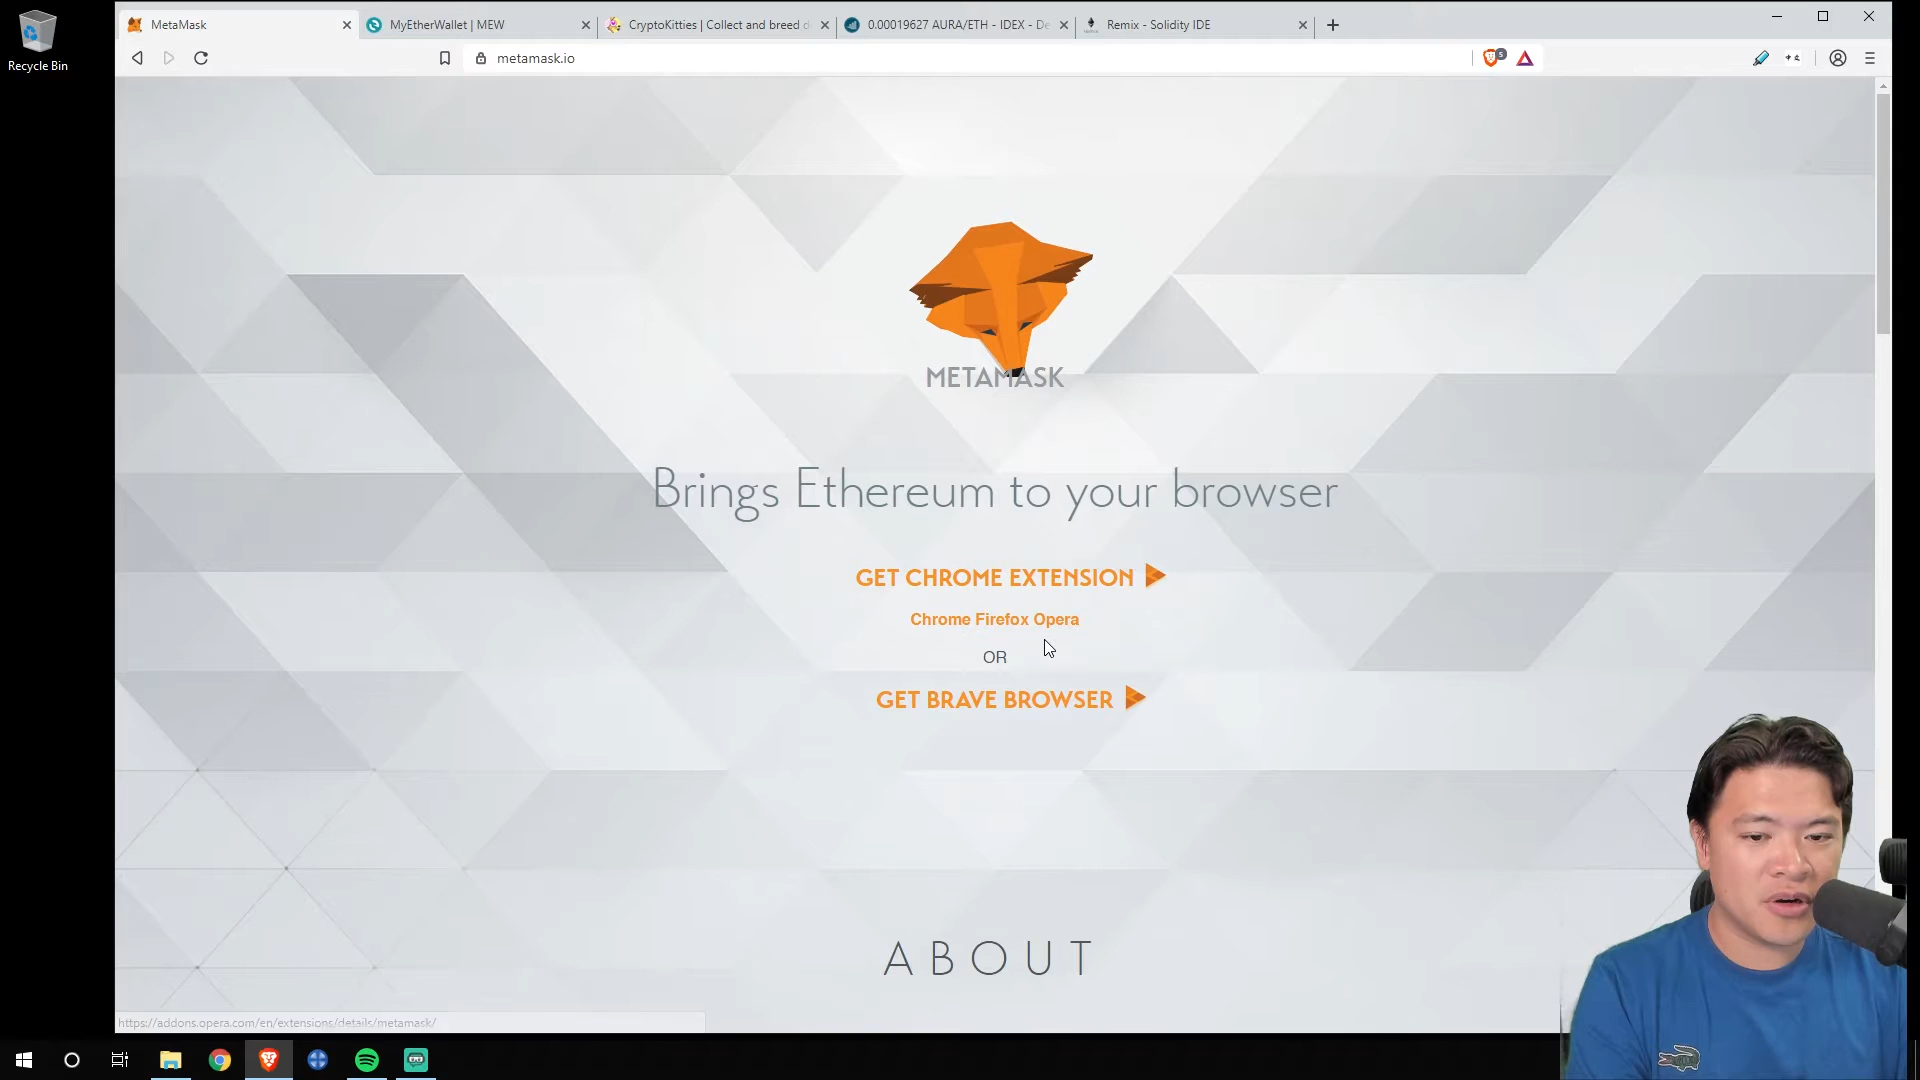 Recycle Bin
MetaMask
MyEtherWallet | MEW
CryptoKitties | Collect and breed d
0.00019627 AURA/ETH - IDEX - De
Remix - Solidity IDE
metamask.io
5
METAMASK
Brings Ethereum to your browser
GET CHROME EXTENSION
Chrome Firefox Opera
OR
GET BRAVE BROWSER
ABOUT
https://addons.opera.com/en/extensions/details/metamask/